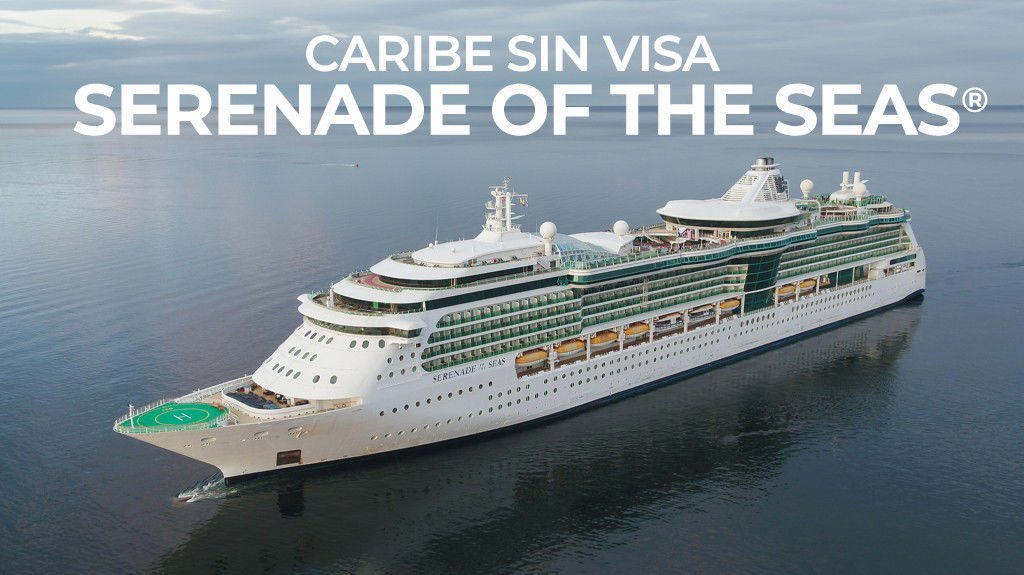 CARIBE SIN VISA
SERENADE OF THE SEAS®
SERENADE OF THE SEAS
H